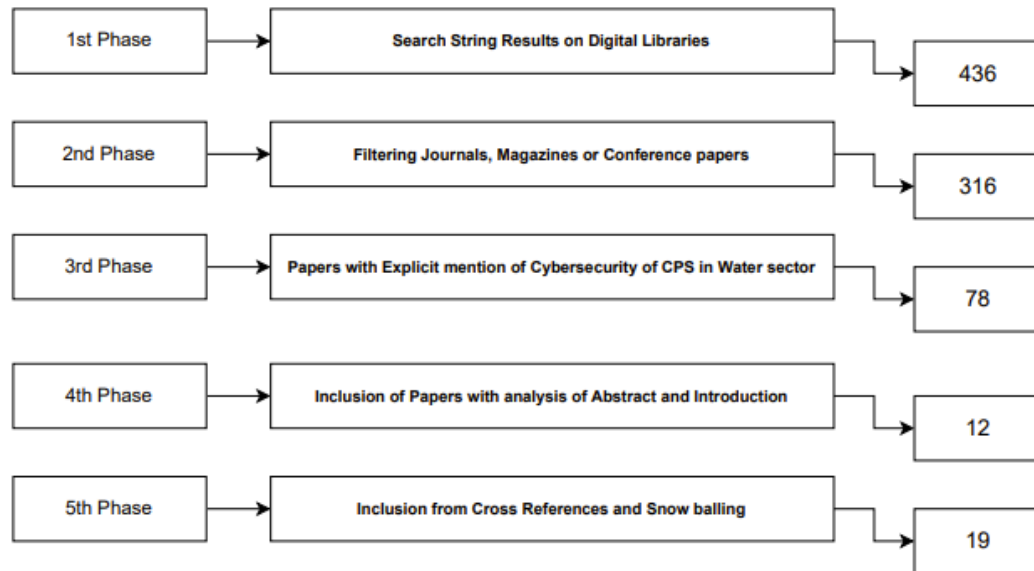 1st Phase
Search String Results on Digital Libraries
436
2nd Phase
Filtering Journals, Magazines or Conference papers
316
3rd Phase
Papers with Explicit mention of Cybersecurity of CPS in Water sector
78
4th Phase
Inclusion of Papers with analysis of Abstract and Introduction
12
5th Phase
Inclusion from Cross References and Snow balling
19